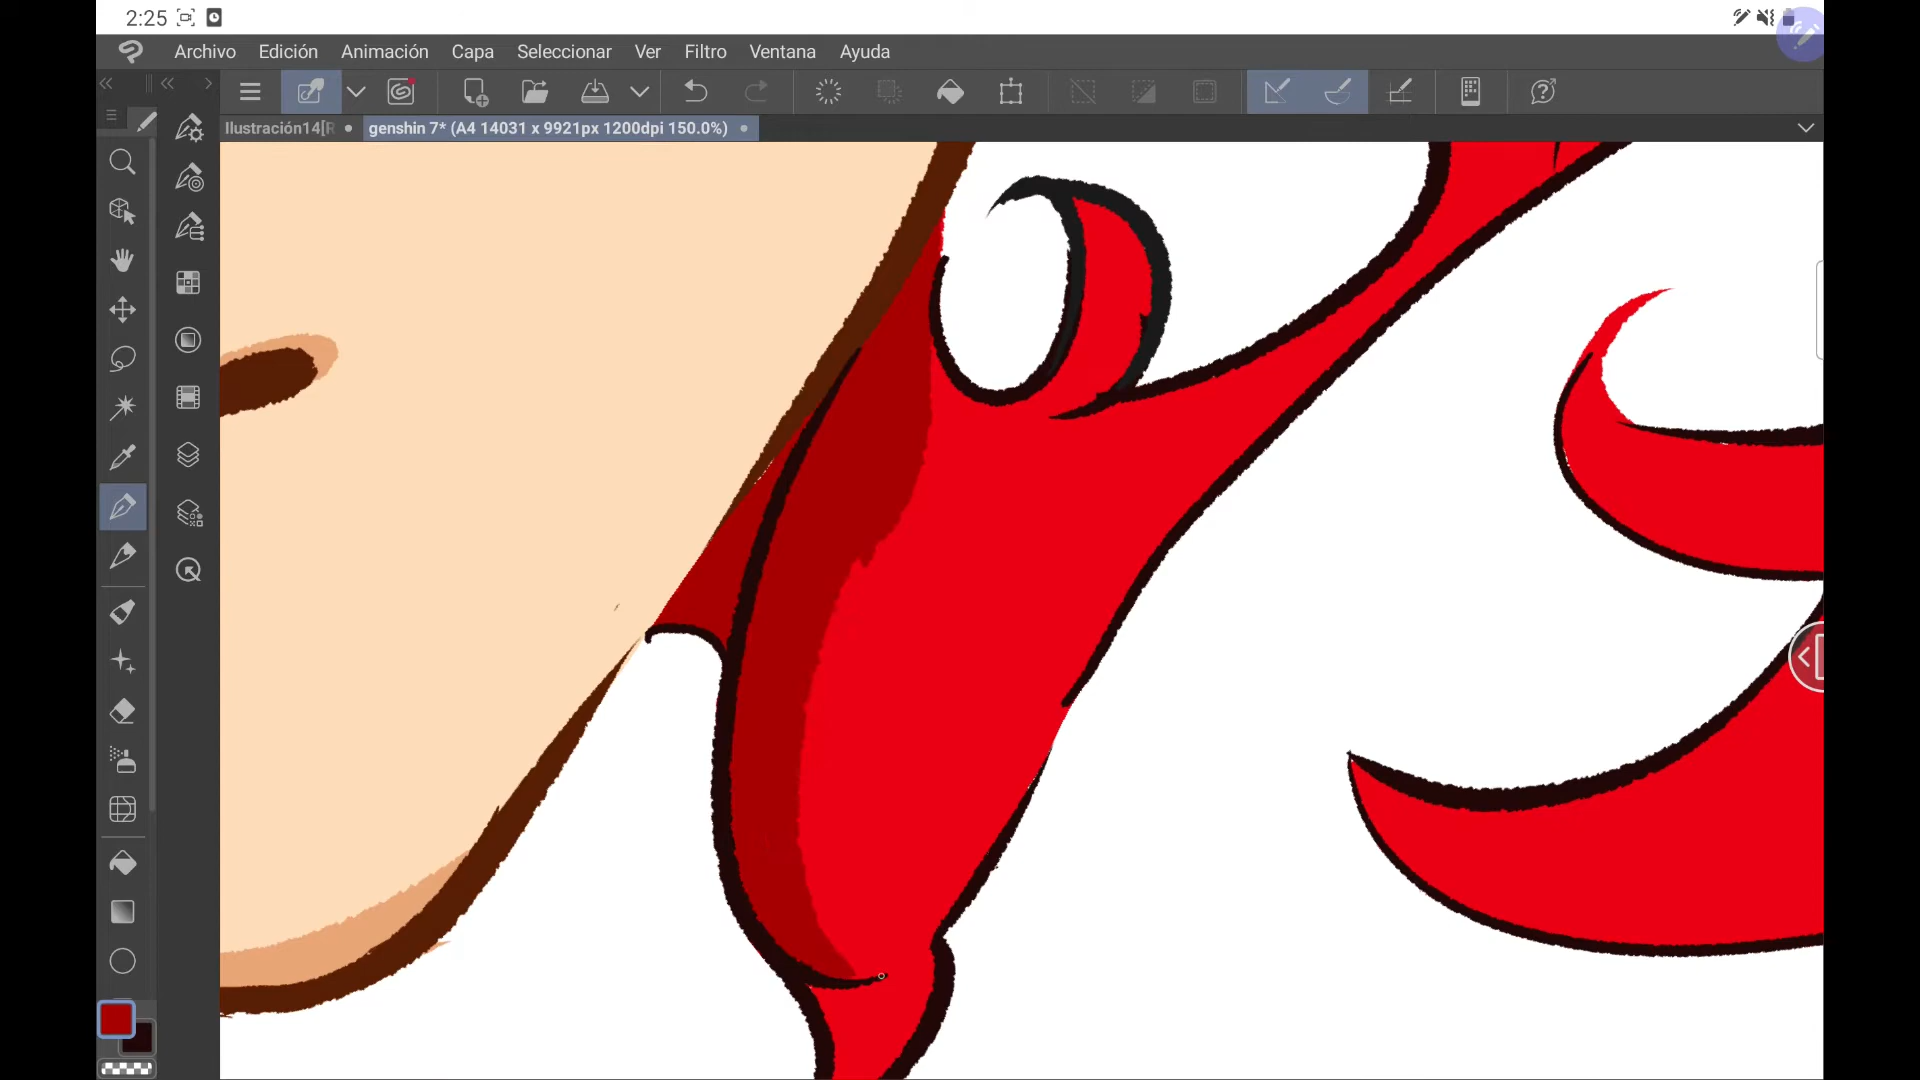 2:25
Archivo Edición Animación Capa Seleccionar Ver Filtro Ventana Ayuda
Ilustración14[R genshin 7* (A4 14031 x 9921px 1200dpi 150.0%)